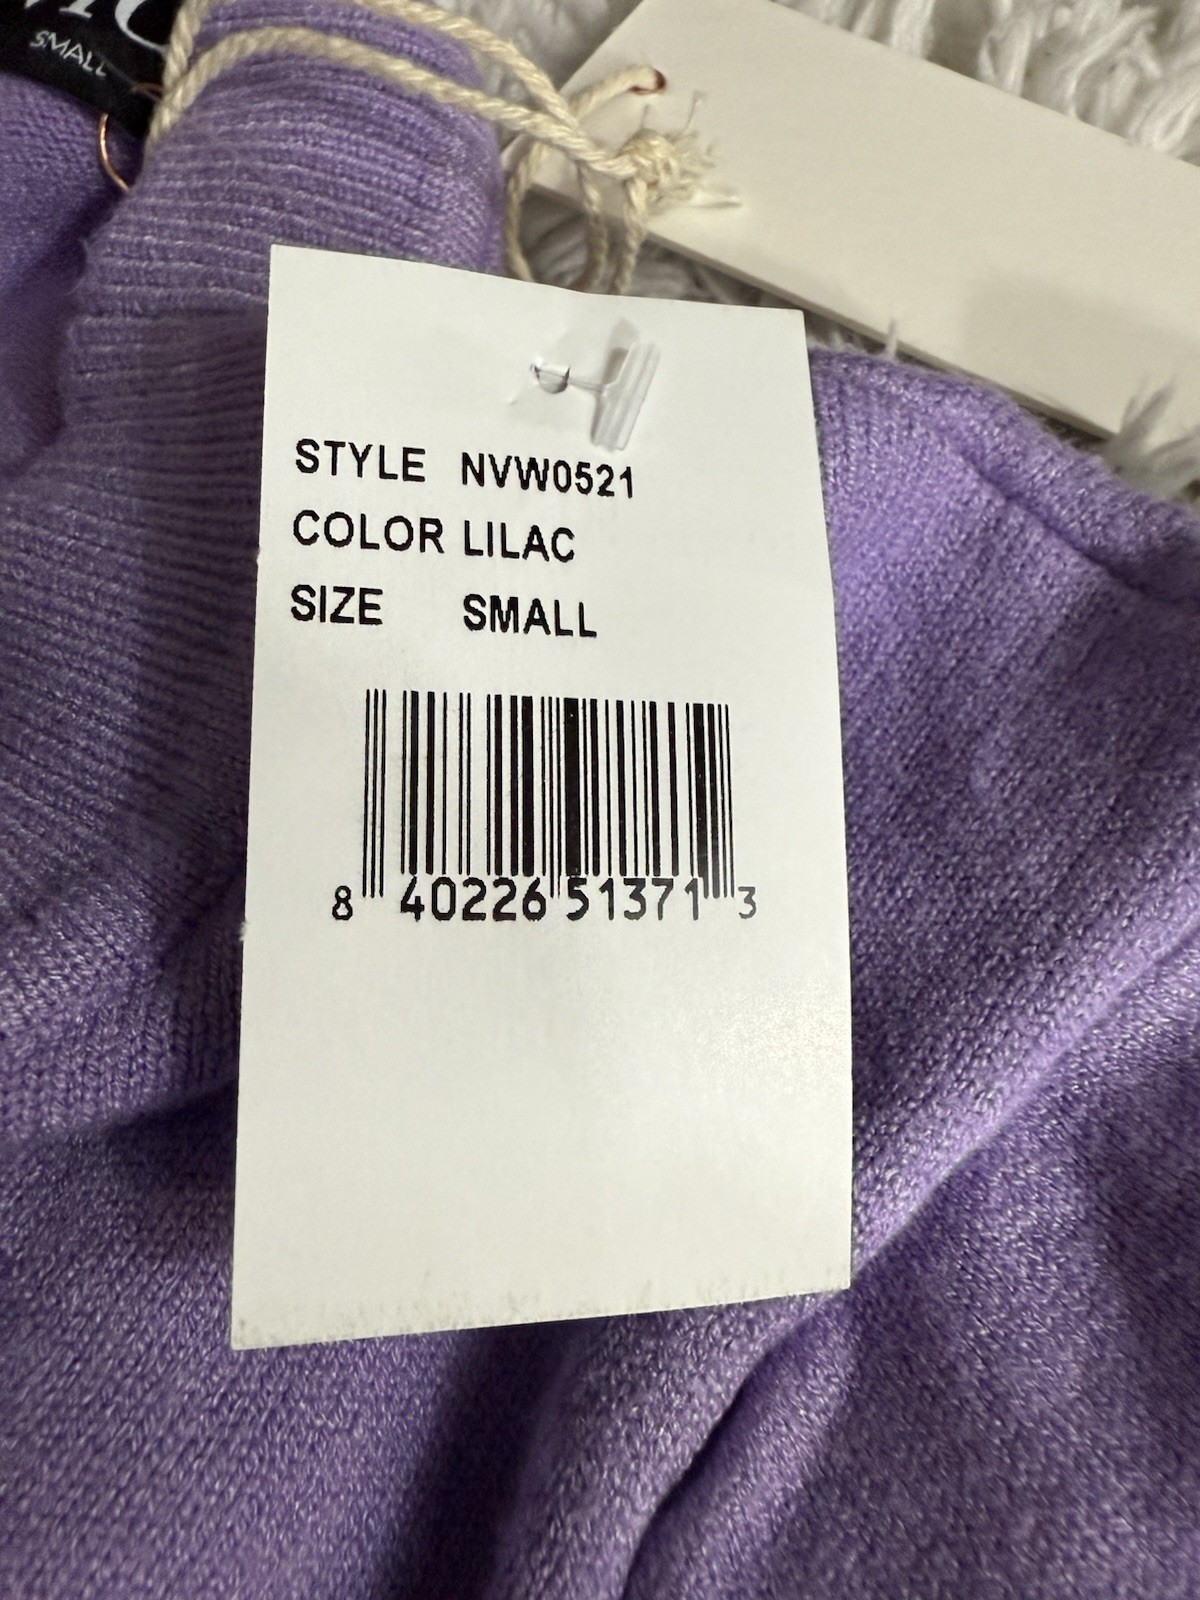 SMALL
STYLE NVW0521
COLOR LILAC
SIZE SMALL
8 40226 51371 3